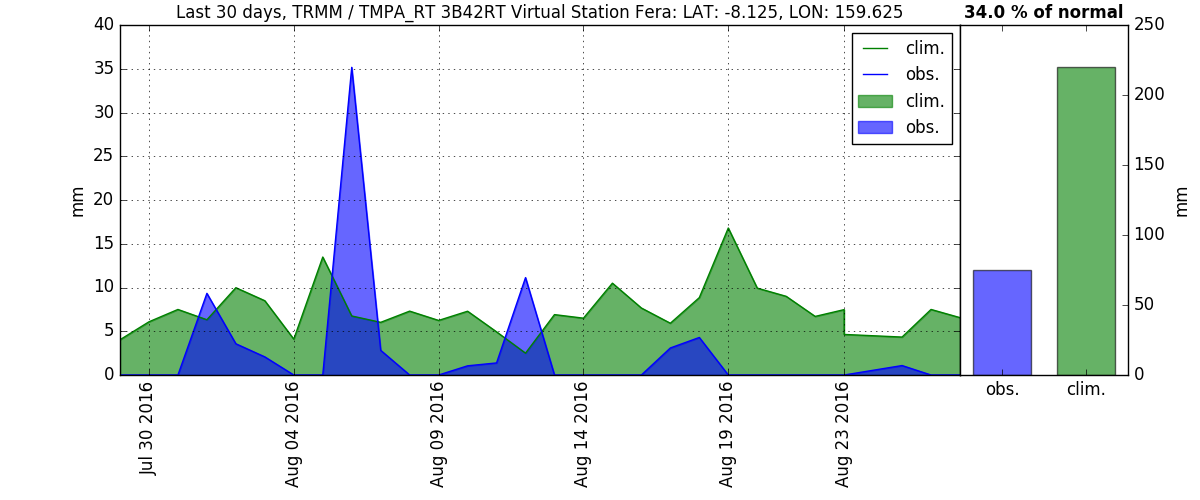 Last 30 days, TRMM / TMPA_RT 3B42RT Virtual Station Fera: LAT: -8.125, LON: 159.625
34.0 % of normal
40
35
30
25
20
15
10
5
0
mm
clim.
obs.
clim.
obs.
Jul 30 2016
Aug 04 2016
Aug 09 2016
Aug 14 2016
Aug 19 2016
Aug 23 2016
250
200
150
100
50
0
mm
obs.
clim.